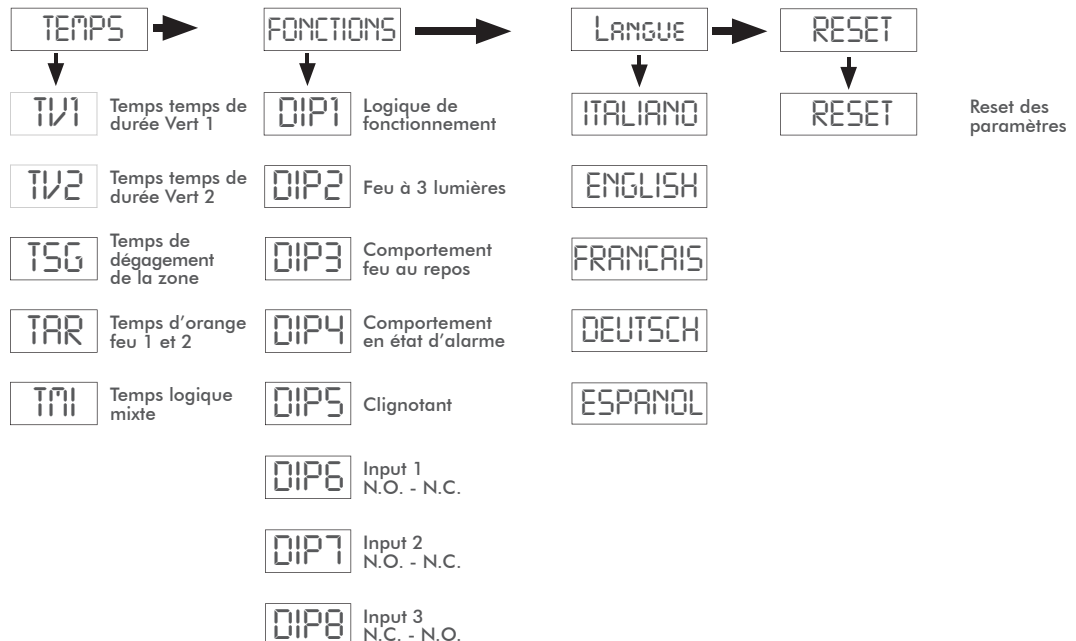 TEMPS
FONCTIONS
LANGUE
RESET
TV1
Temps temps de
durée Vert 1
DIP1
Logique de
fonctionnement
ITALIANO
RESET
Reset des
paramètres
TV2
Temps temps de
durée Vert 2
DIP2
Feu à 3 lumières
ENGLISH
TSG
Temps de
dégagement
de la zone
DIP3
Comportement
feu au repos
FRANCAIS
TAR
Temps d’orange
feu 1 et 2
DIP4
Comportement
en état d’alarme
DEUTSCH
TMI
Temps logique
mixte
DIP5
Clignotant
ESPANOL
DIP6
Input 1
N.O. - N.C.
DIP7
Input 2
N.O. - N.C.
DIP8
Input 3
N.C. - N.O.